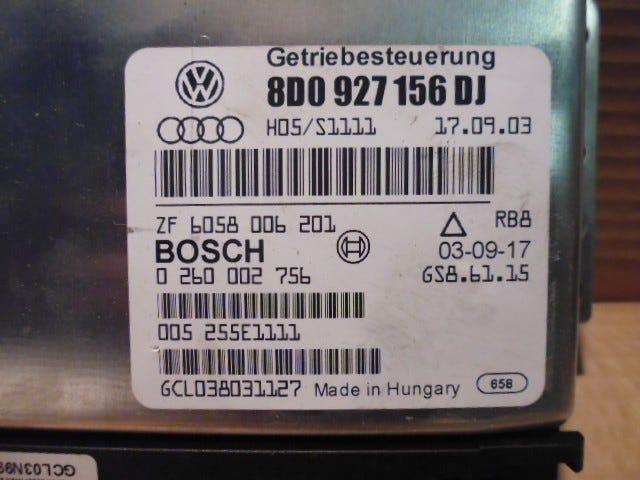 Getriebesteuerung
8D0 927 156 DJ
H05/S1111 17.09.03
ZF 6058 006 201 RB8
BOSCH 03-09-17
0 260 002 756 GS8.61.15
005 255E1111
GCL038031127 Made in Hungary 658
GCL03N9